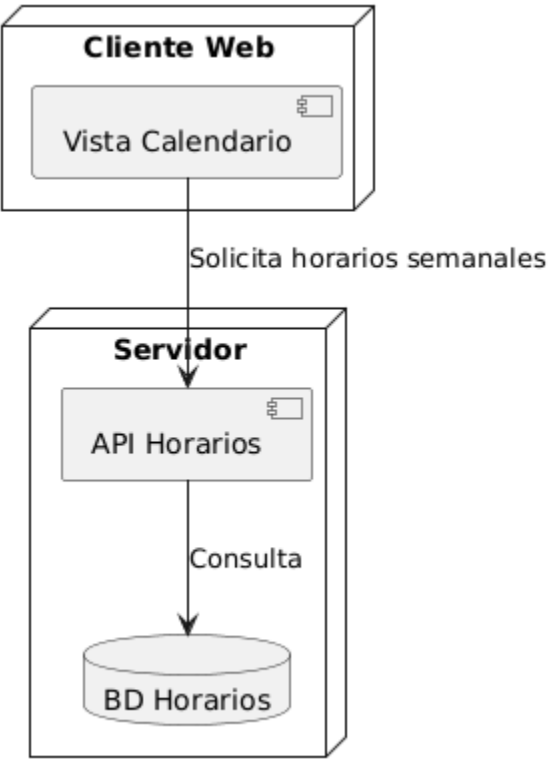 Cliente Web
Vista Calendario
Solicita horarios semanales
Servidor
API Horarios
Consulta
BD Horarios